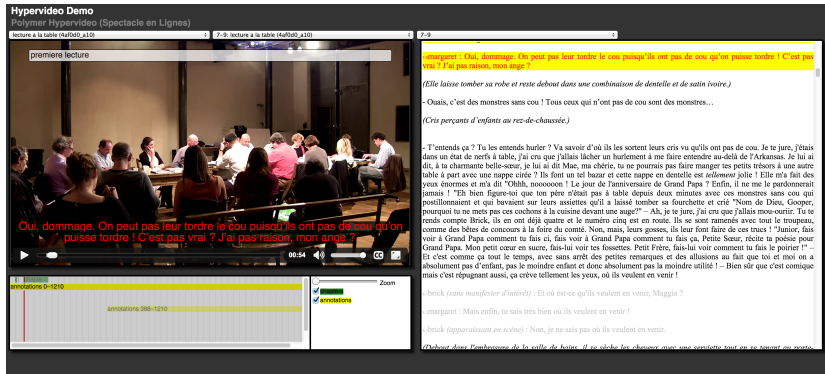 Hypervideo Demo
Polymer Hypervideo (Spectacle en Lignes)
lecture a la table (4af0d0_a10)
7-9: lecture a la table (4af0d0_a10)
7-9
premiere lecture
Oui, dommage. On peut pas leur tordre le cou puisqu'ils ont pas de cou qu'on
puisse tordre ! C'est pas vrai ? J'ai pas raison, mon ange ?
00:54
CC
annotations 0-1210
annotations 386-1210
Zoom
chapters
annotations
margaret : Oui, dommage. On peut pas leur tordre le cou puisqu'ils ont pas de cou qu'on puisse tordre ! C'est pas
vrai ? J'ai pas raison, mon ange ?
(Elle laisse tomber sa robe et reste debout dans une combinaison de dentelle et de satin ivoire.)
- Ouais, c'est des monstres sans cou ! Tous ceux qui n'ont pas de cou sont des monstres…
(Cris perçants d'enfants au rez-de-chaussée.)
- T'entends ça ? Tu les entends hurler ? Va savoir d'où ils les sortent leurs cris vu qu'ils ont pas de cou. Je te jure, j'étais
dans un état de nerfs à table, j'ai cru que j'allais lâcher un hurlement à me faire entendre au-delà de l'Arkansas. Je lui ai
dit, à ta charmante belle-sœur, je lui ai dit Mae, ma chérie, tu ne pourrais pas faire manger tes petits trésors à une autre
table à part avec une nappe cirée ? Ils font un tel bazar et cette nappe en dentelle est tellement jolie ! Elle m'a fait des
yeux énormes et m'a dit "Ohhh, noooooon ! Le jour de l'anniversaire de Grand Papa ? Enfin, il ne me le pardonnerait
jamais ! "Eh bien figure-toi que ton père n'était pas à table depuis deux minutes avec ces monstres sans cou qui
postillonnaient et qui bavaient sur leurs assiettes qu'il a laissé tomber sa fourchette et crié "Nom de Dieu, Gooper,
pourquoi tu ne mets pas ces cochons à la cuisine devant une auge?" – Ah, je te jure, j'ai cru que j'allais mou-ourir. Tu te
rends compte Brick, ils en ont déjà quatre et le numéro cinq est en route. Ils se sont ramenés avec tout le troupeau,
comme des bêtes de concours à la foire du comté. Non, mais, leurs gosses, ils leur font faire de ces trucs ! "Junior, fais
voir à Grand Papa comment tu fais ci, fais voir à Grand Papa comment tu fais ça, Petite Sœur, récite ta poésie pour
Grand Papa. Mon petit cœur en sucre, fais-lui voir tes fossettes. Petit Frère, fais-lui voir comment tu fais le poirier !" –
Et c'est comme ça tout le temps, avec sans arrêt des petites remarques et des allusions au fait que toi et moi on a
absolument pas d'enfant, pas le moindre enfant et donc absolument pas la moindre utilité ! – Bien sûr que c'est comique
mais c'est répugnant aussi, ça crève tellement les yeux, où ils veulent en venir !
brick (sans manifester d'intérêt) : Et où est-ce qu'ils veulent en venir, Maggie ?
margaret : Mais enfin, tu sais très bien où ils veulent en venir !
brick (apparaissant en scène) : Non, je ne sais pas où ils veulent en venir.
(Debout dans l'embrasure de la salle de bains, il se sèche les cheveux avec une serviette tout en se tenant au porte-